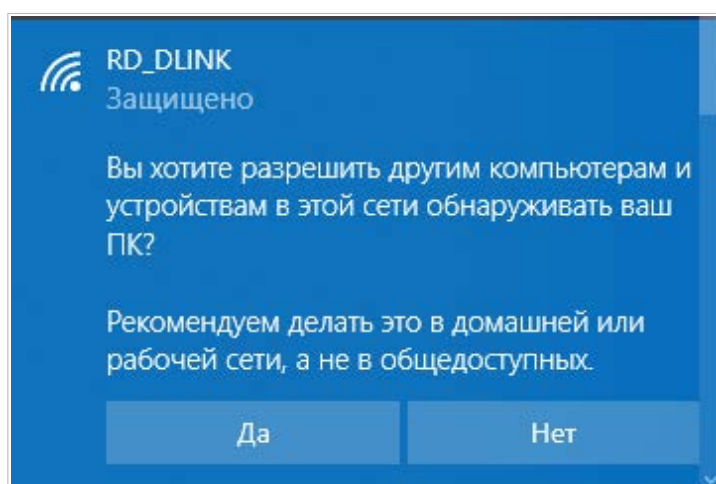 RD_DLINK
Защищено
Вы хотите разрешить другим компьютерам и
устройствам в этой сети обнаруживать ваш
ПК?
Рекомендуем делать это в домашней или
рабочей сети, а не в общедоступных.
Да
Нет